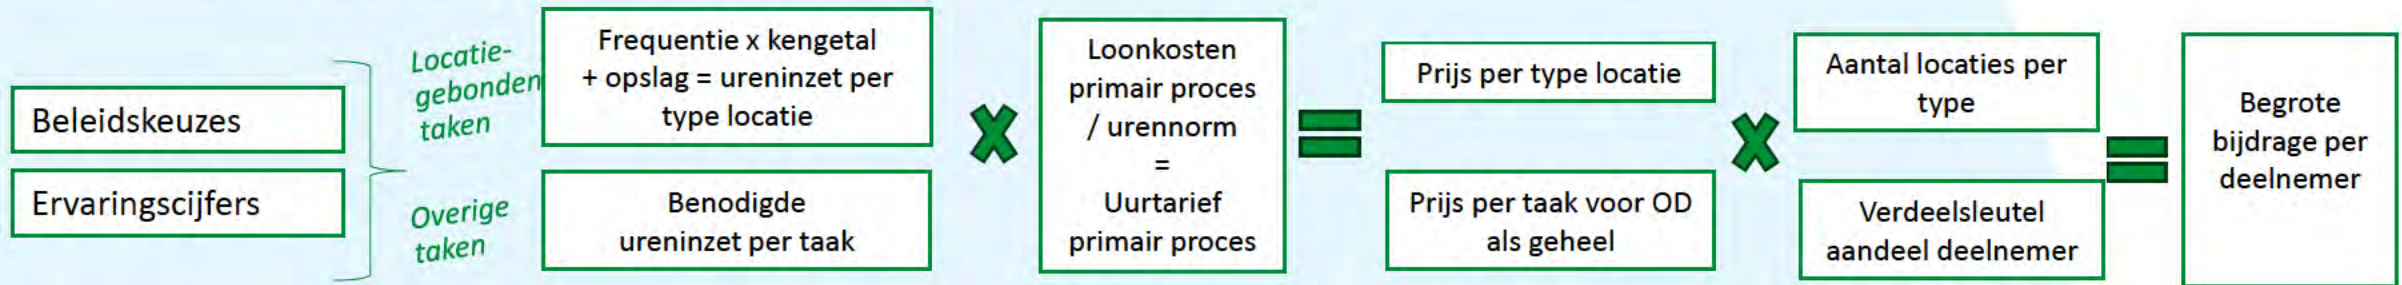 Beleidskeuzes
Ervaringscijfers
Locatie-
gebonden
taken
Overige
taken
Frequentie x kengetal
+ opslag = ureninzet per
type locatie
Benodigde
ureninzet per taak
Loonkosten
primair proces
/ urennorm
=
Uurtarief
primair proces
Prijs per type locatie
Prijs per taak voor OD
als geheel
Aantal locaties per
type
Verdeelsleutel
aandeel deelnemer
Begrote
bijdrage per
deelnemer